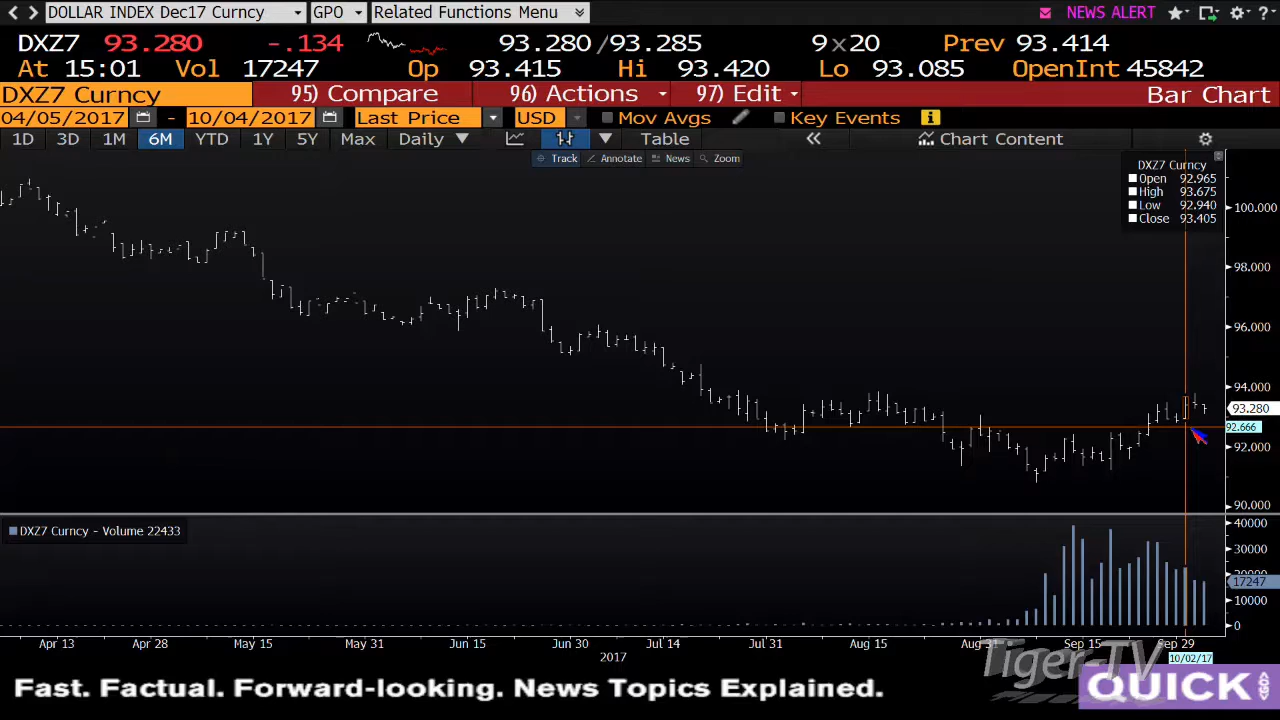 DOLLAR INDEX Dec17 Curncy GPO Related Functions Menu NEWS ALERT ?
DXZ7 93.280 -.134 93.280/93.285 9x20 Prev 93.414
At 15:01 Vol 17247 Op 93.415 Hi 93.420 Lo 93.085 OpenInt 45842
DXZ7 Curncy 95) Compare 96) Actions 97) Edit Bar Chart
04/05/2017 - 10/04/2017 Last Price USD Mov Avgs Key Events
1D 3D 1M 6M YTD 1Y 5Y Max Daily Table Chart Content
Track Annotate News Zoom
DXZ7 Curncy
Open 92.965
High 93.675
Low 92.940
Close 93.405
100.000
98.000
96.000
94.000
93.280
92.666
92.000
90.000
DXZ7 Curncy - Volume 22433
40000
30000
20000
17247
10000
0
Apr 13 Apr 28 May 15 May 31 Jun 15 Jun 30 Jul 14 Jul 31 Aug 15 Aug 31 Sep 15 Sep 29
2017
10/02/17
Tiger-TV
Fast. Factual. Forward-looking. News Topics Explained.
QUICK